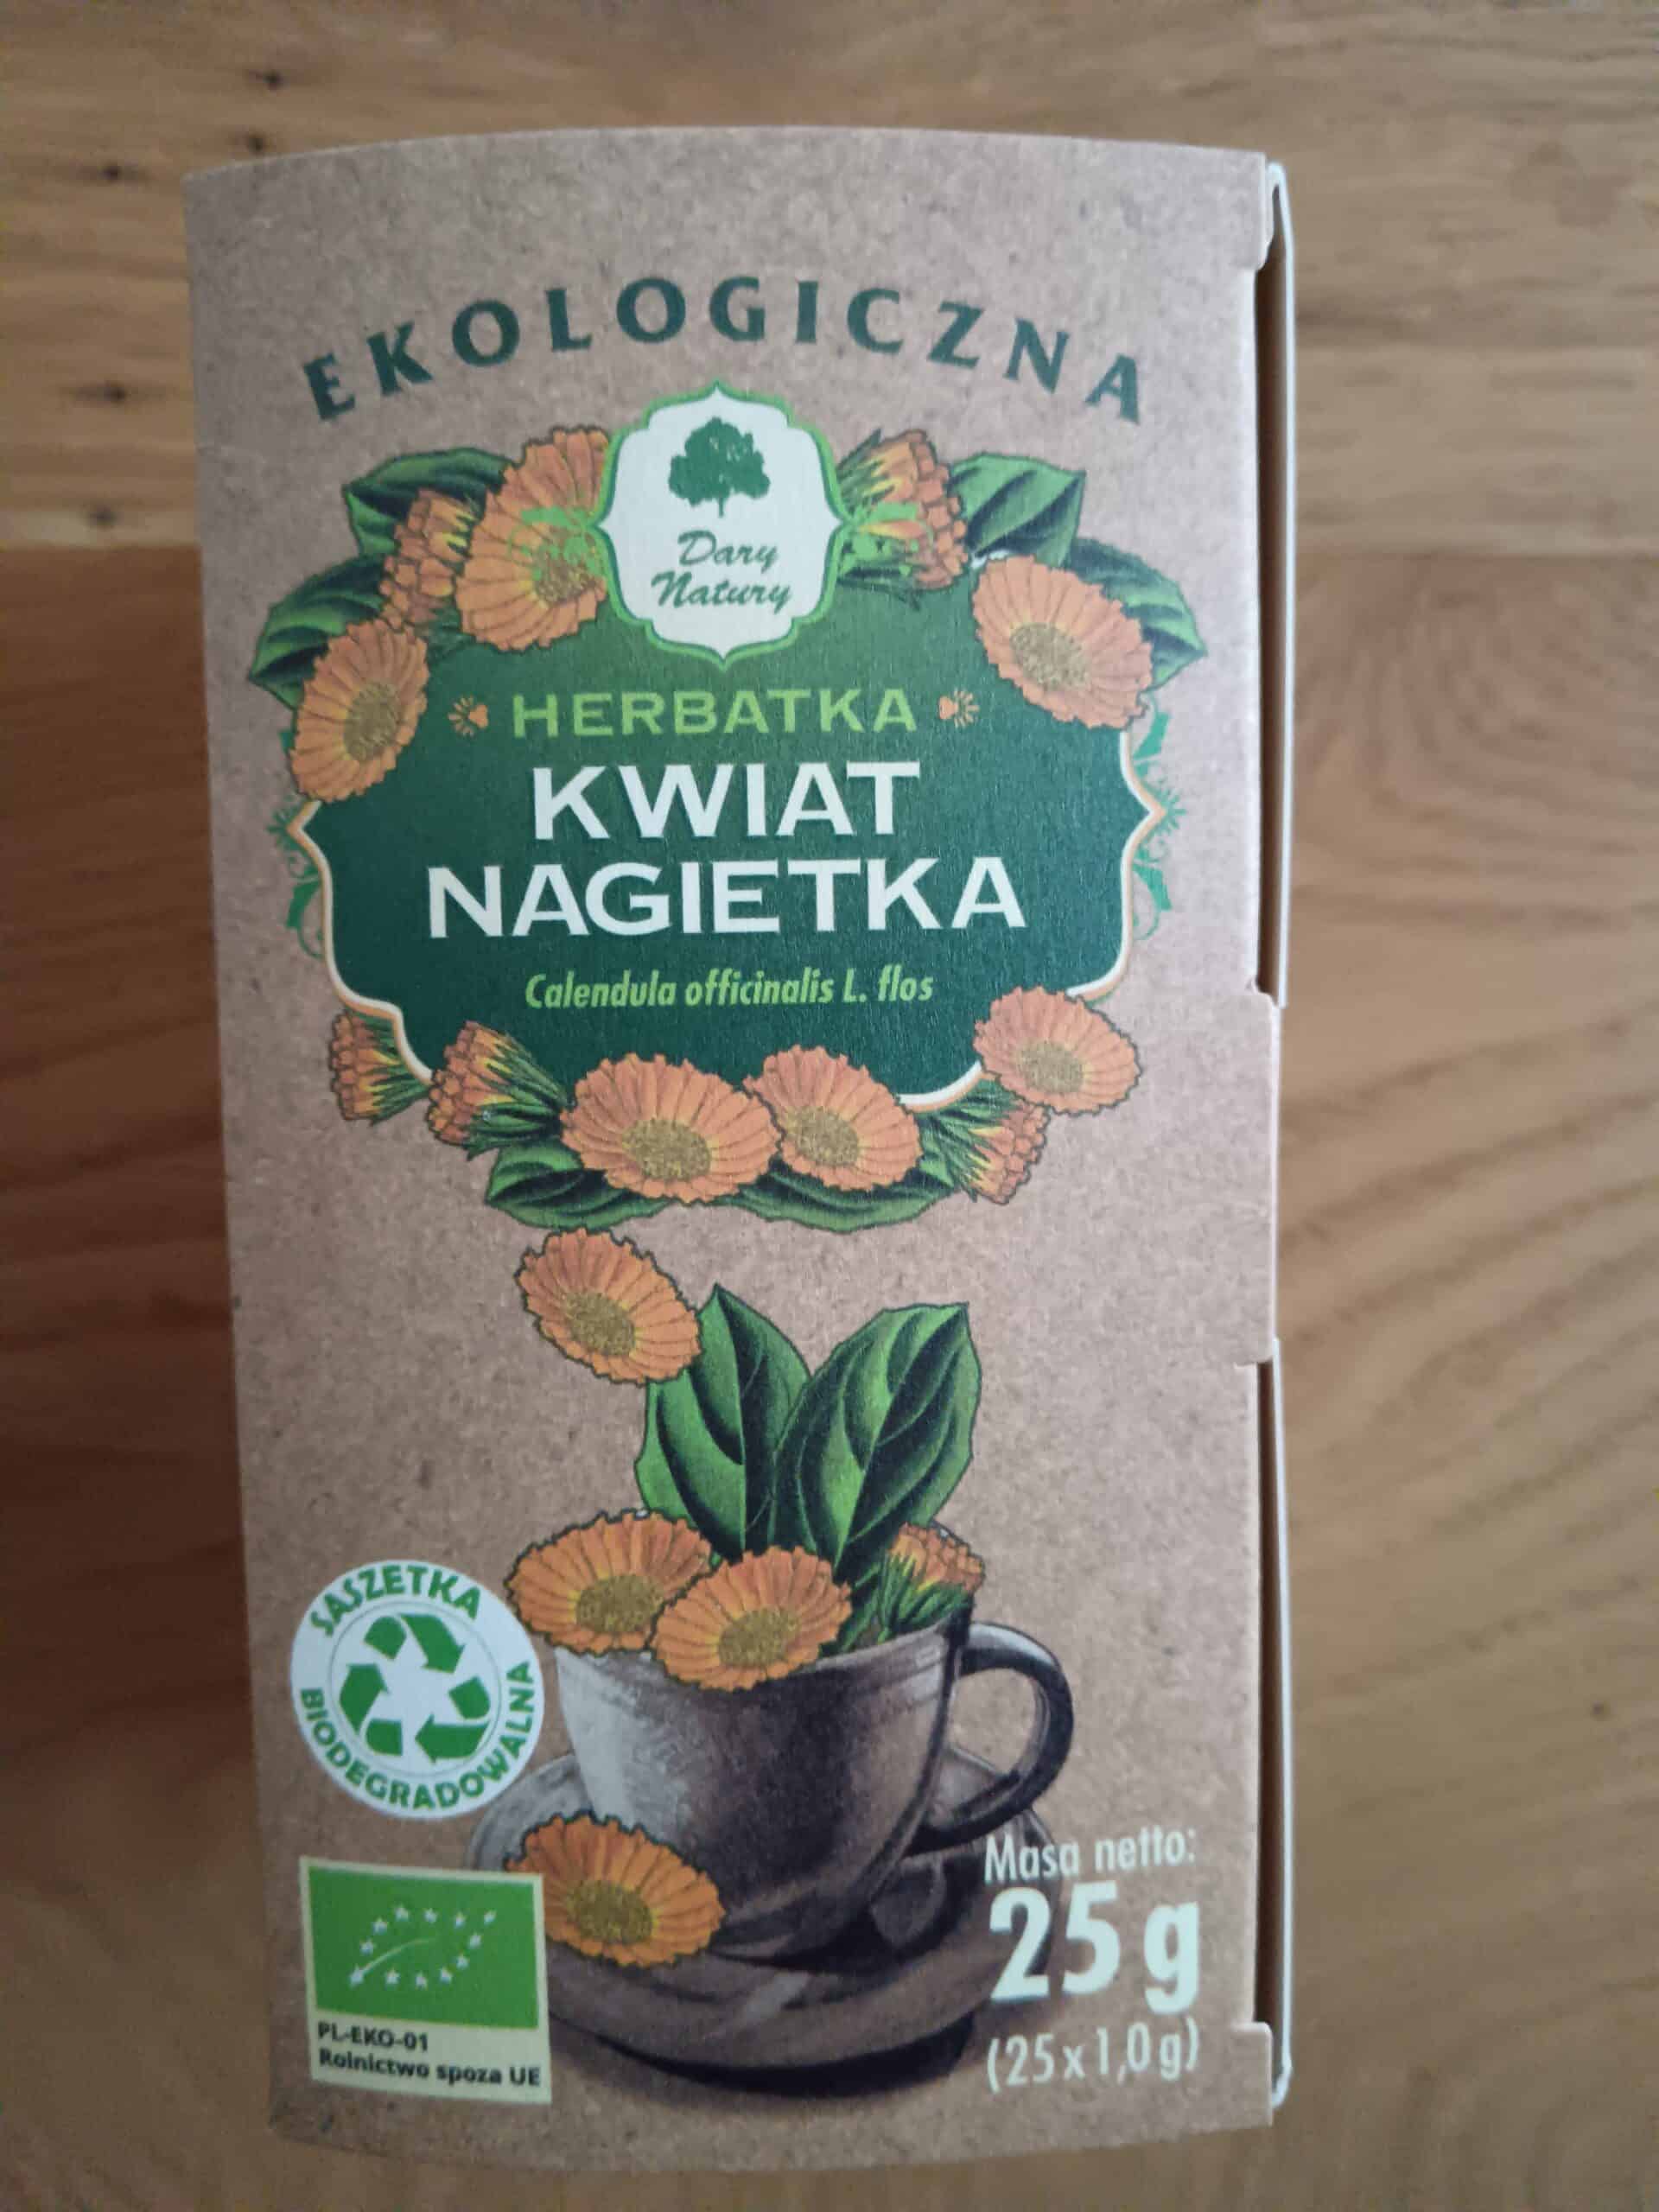 EKOLOGICZNA
Dary
Natury
HERBATKA
KWIAT
NAGIETKA
Calendula officinalis L. flos
SASZETKA
BIODEGRADOWALNA
Masa netto:
25 g
(25 x 1,0 g)
PL-EKO-01
Rolnictwo spoza UE